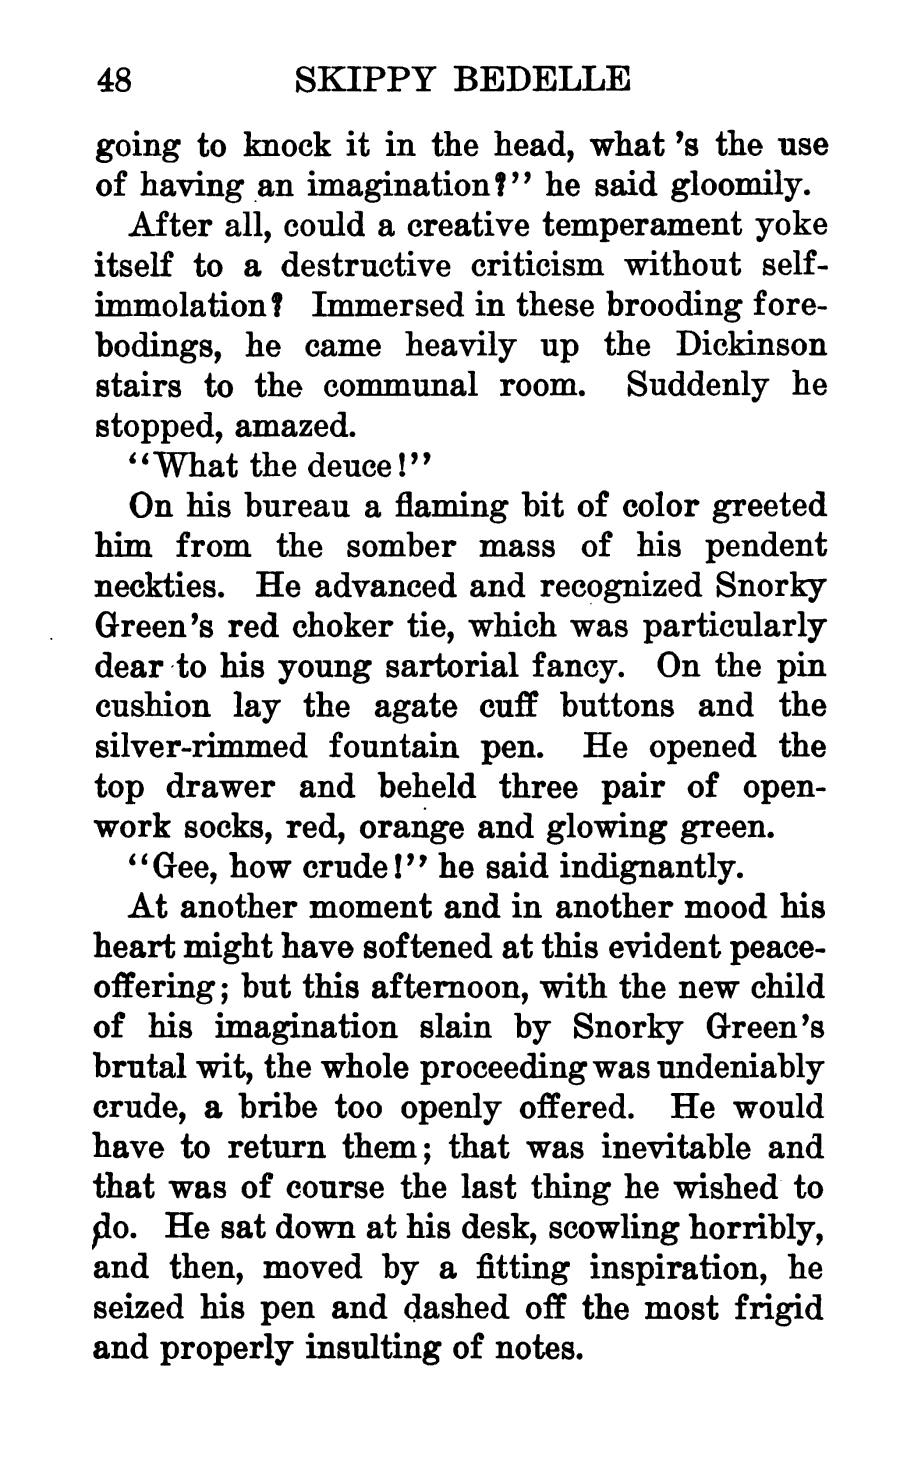 48 SKIPPY BEDELLE
going to knock it in the head, what 's the use
of having an imagination?" he said gloomily.
After all, could a creative temperament yoke
itself to a destructive criticism without self-
immolation? Immersed in these brooding fore-
bodings, he came heavily up the Dickinson
stairs to the communal room. Suddenly he
stopped, amazed.
"What the deuce!"
On his bureau a flaming bit of color greeted
him from the somber mass of his pendent
neckties. He advanced and recognized Snorky
Green's red choker tie, which was particularly
dear to his young sartorial fancy. On the pin
cushion lay the agate cuff buttons and the
silver-rimmed fountain pen. He opened the
top drawer and beheld three pair of open-
work socks, red, orange and glowing green.
"Gee, how crude!" he said indignantly.
At another moment and in another mood his
heart might have softened at this evident peace-
offering; but this afternoon, with the new child
of his imagination slain by Snorky Green's
brutal wit, the whole proceeding was undeniably
crude, a bribe too openly offered. He would
have to return them; that was inevitable and
that was of course the last thing he wished to
do. He sat down at his desk, scowling horribly,
and then, moved by a fitting inspiration, he
seized his pen and dashed off the most frigid
and properly insulting of notes.